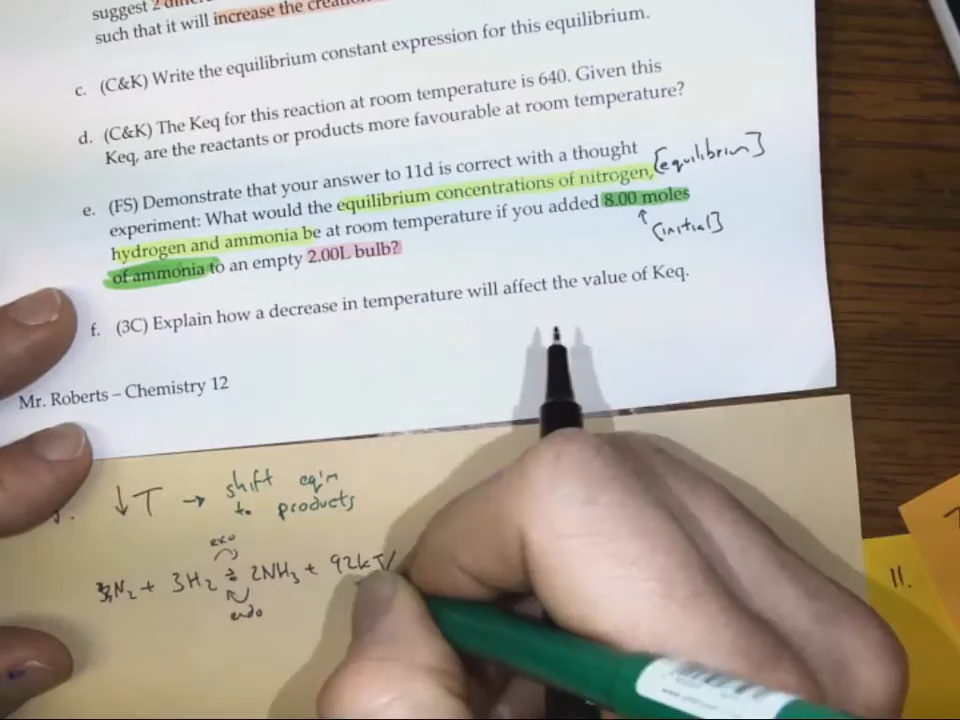 suggest 2
such that it will increase the
c. (C&K) Write the equilibrium constant expression for this equilibrium.
d. (C&K) The Keq for this reaction at room temperature is 640. Given this
Keq, are the reactants or products more favourable at room temperature?
e. (FS) Demonstrate that your answer to 11d is correct with a thought
experiment: What would the equilibrium concentrations of nitrogen,
[equilibrium]
hydrogen and ammonia be at room temperature if you added 8.00 moles
[initial]
of ammonia to an empty 2.00L bulb?
f. (3C) Explain how a decrease in temperature will affect the value of Keq.
Mr. Roberts – Chemistry 12
↓T → shift eq'm
to products
exo
N₂ + 3H₂ ⇌ 2NH₃ + 92kJ/
endo
11.